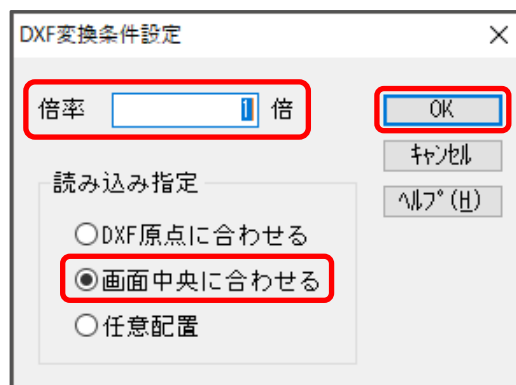 DXF変換条件設定
倍率 1 倍
OK
ｷｬﾝｾﾙ
ﾍﾙﾌﾟ(H)
読み込み指定
DXF原点に合わせる
画面中央に合わせる
任意配置